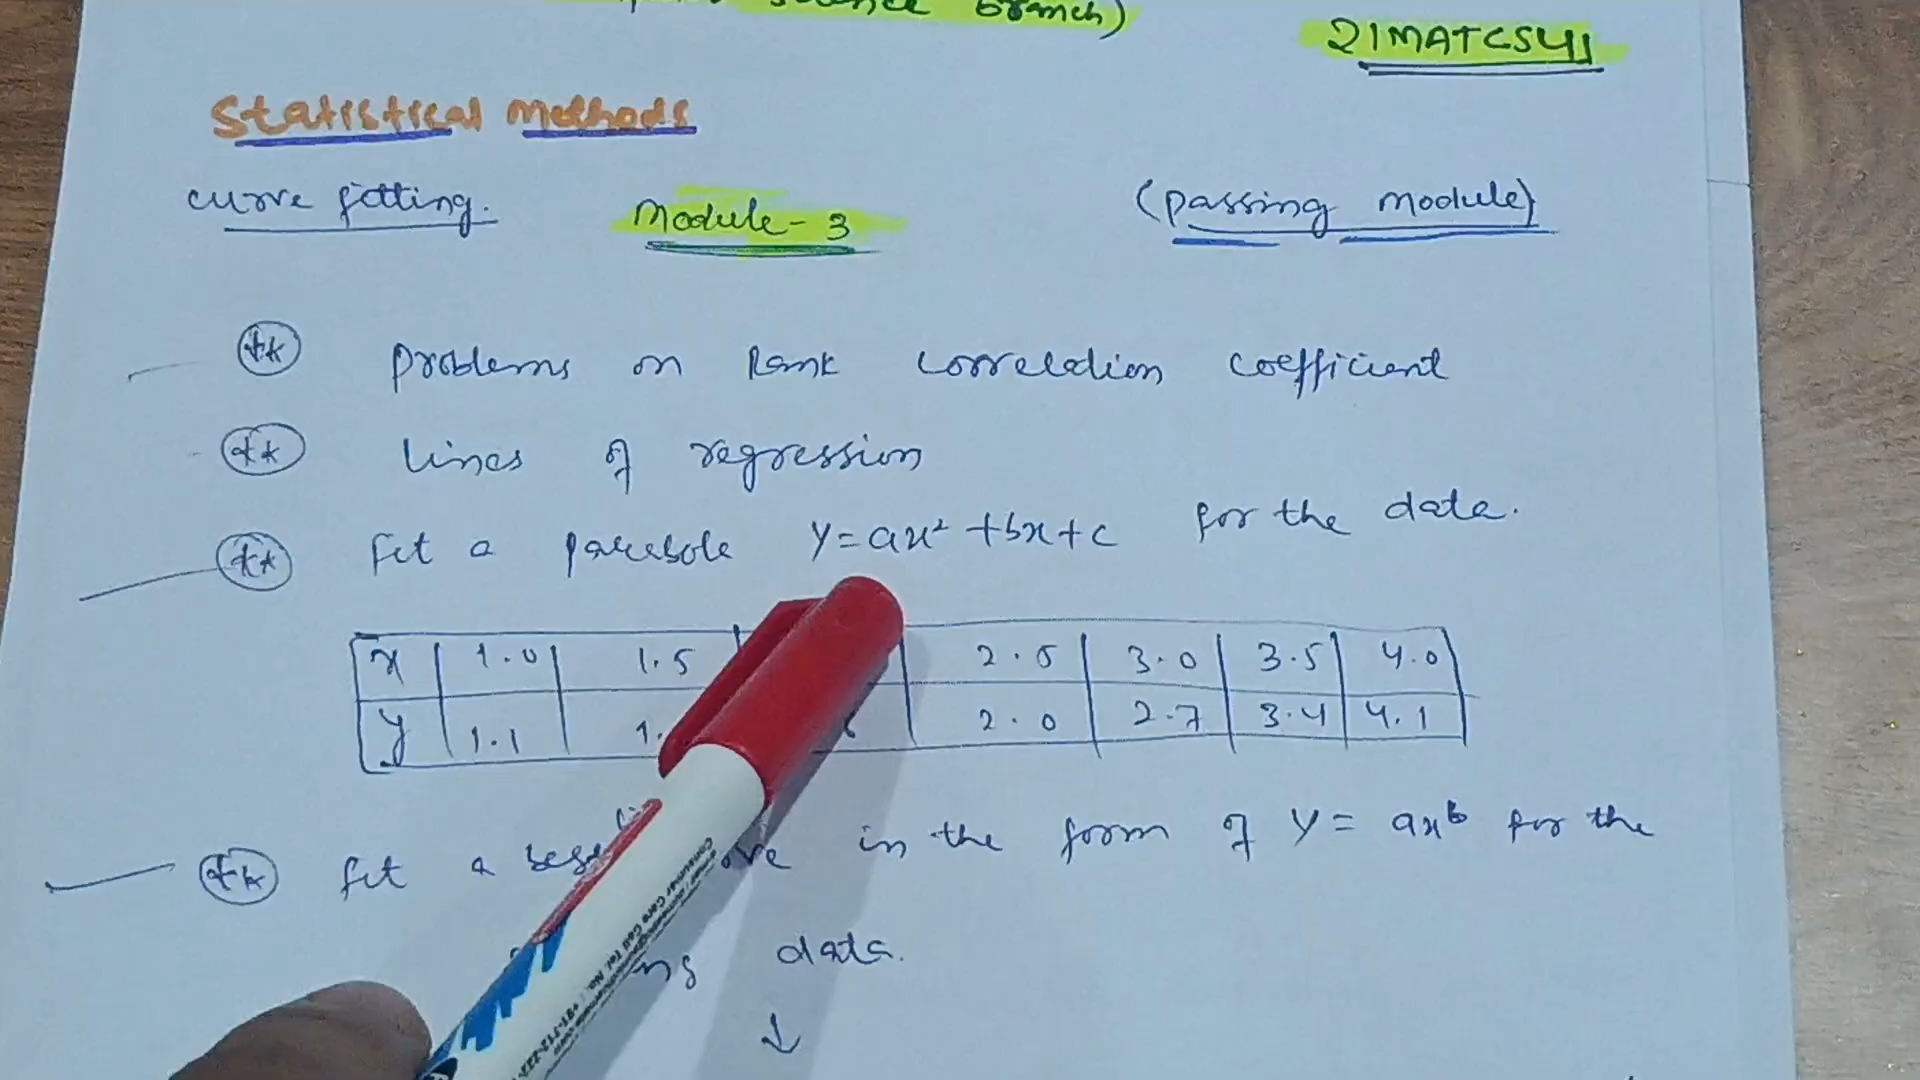 branch)
21MATCS41
Statistical Methods
curve fitting.
Module-3
(passing module)
** problems on Rank correlation coefficient
** lines of regression
** Fit a parabola y=ax²+bx+c for the data.
x 1.0 1.5 2.5 3.0 3.5 4.0
y 1.1 1. 2.0 2.7 3.4 4.1
** fit a in the form of y= axᵇ for the
data.
↓